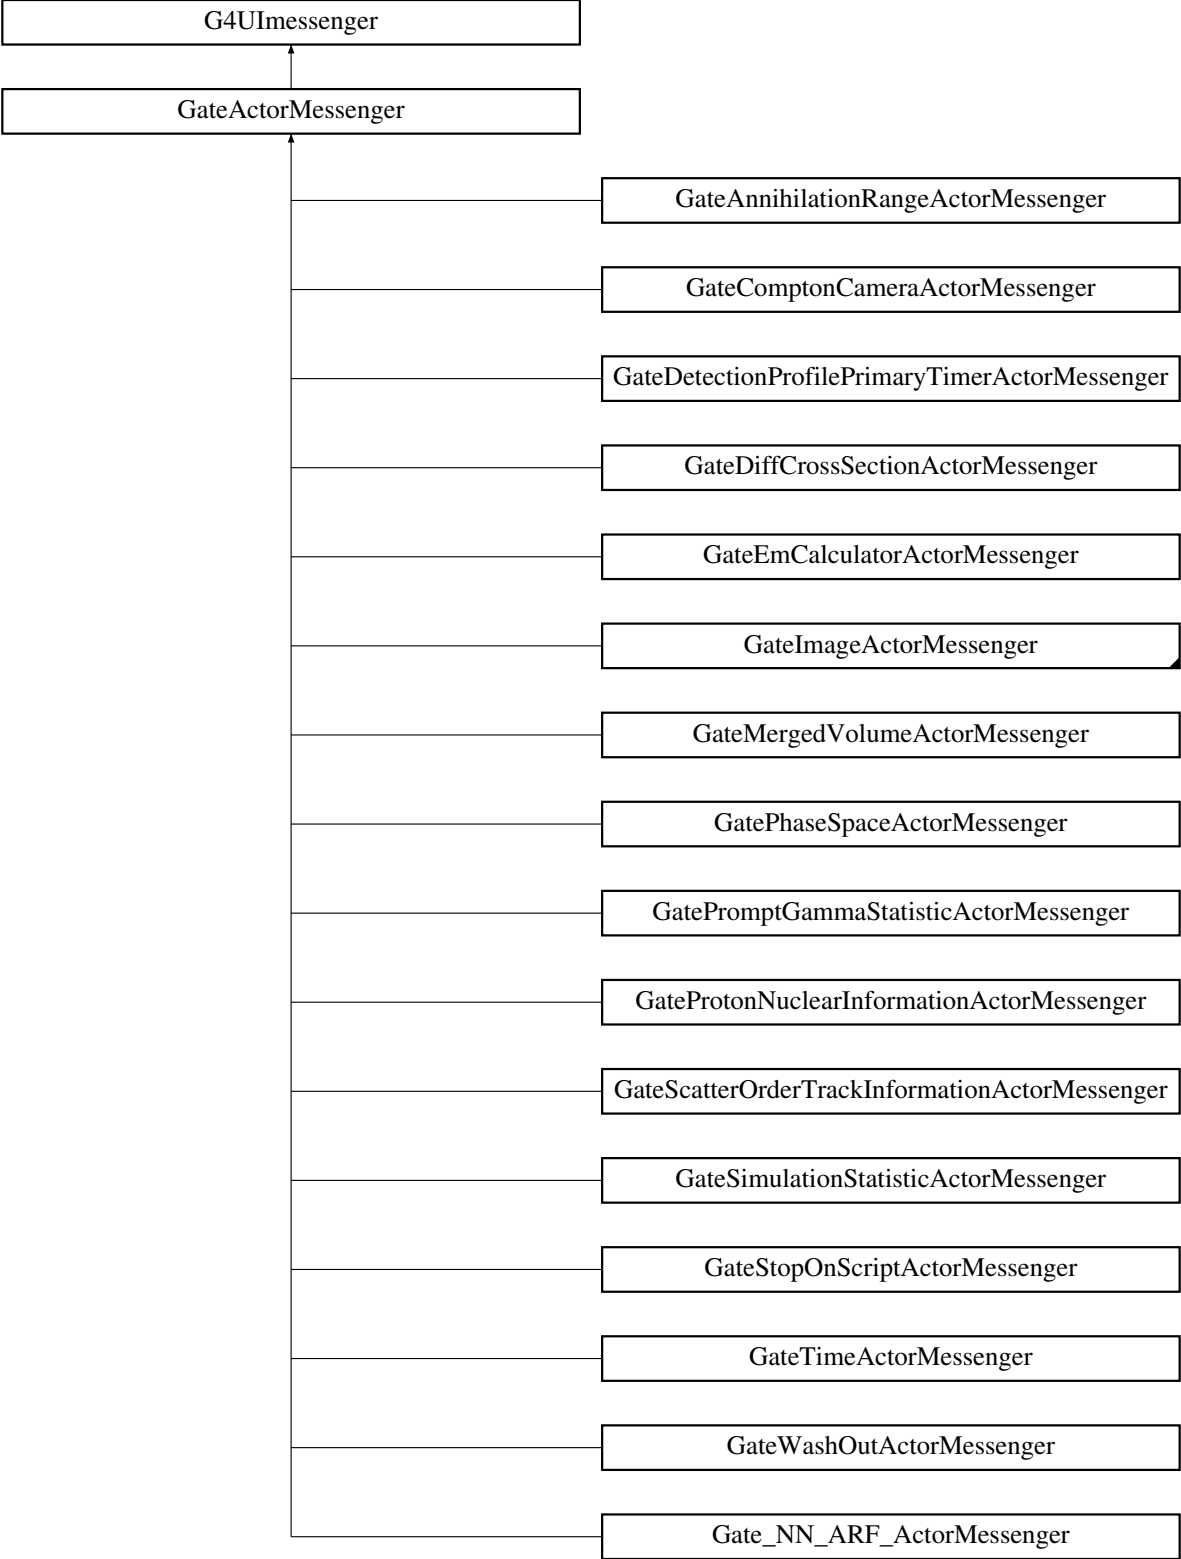 G4UImessenger
GateActorMessenger
GateAnnihilationRangeActorMessenger
GateComptonCameraActorMessenger
GateDetectionProfilePrimaryTimerActorMessenger
GateDiffCrossSectionActorMessenger
GateEmCalculatorActorMessenger
GateImageActorMessenger
GateMergedVolumeActorMessenger
GatePhaseSpaceActorMessenger
GatePromptGammaStatisticActorMessenger
GateProtonNuclearInformationActorMessenger
GateScatterOrderTrackInformationActorMessenger
GateSimulationStatisticActorMessenger
GateStopOnScriptActorMessenger
GateTimeActorMessenger
GateWashOutActorMessenger
Gate_NN_ARF_ActorMessenger